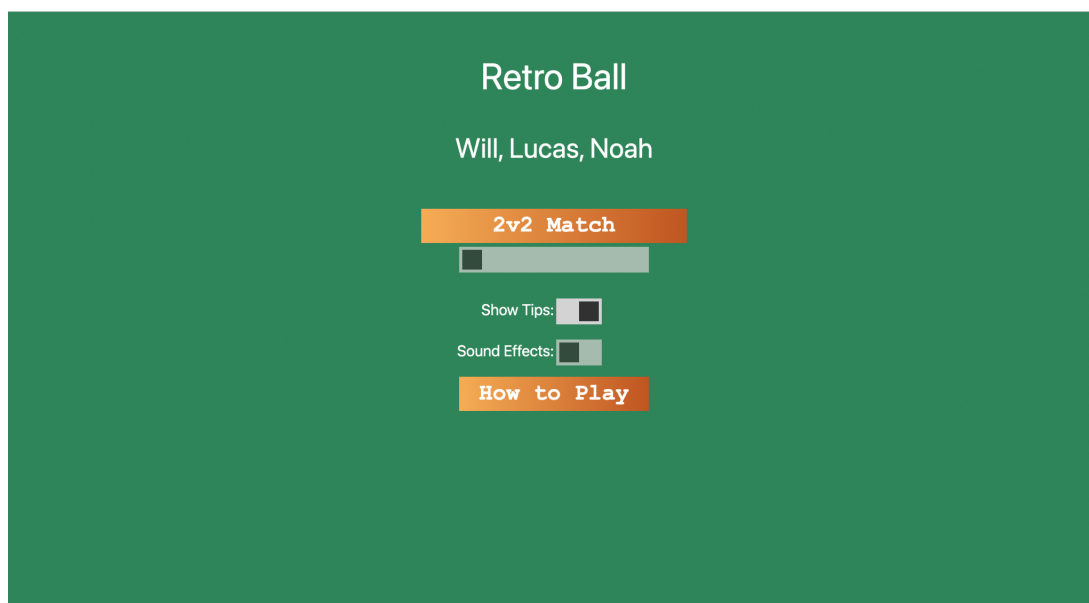 Retro Ball
Will, Lucas, Noah
2v2 Match
Show Tips:
Sound Effects:
How to Play